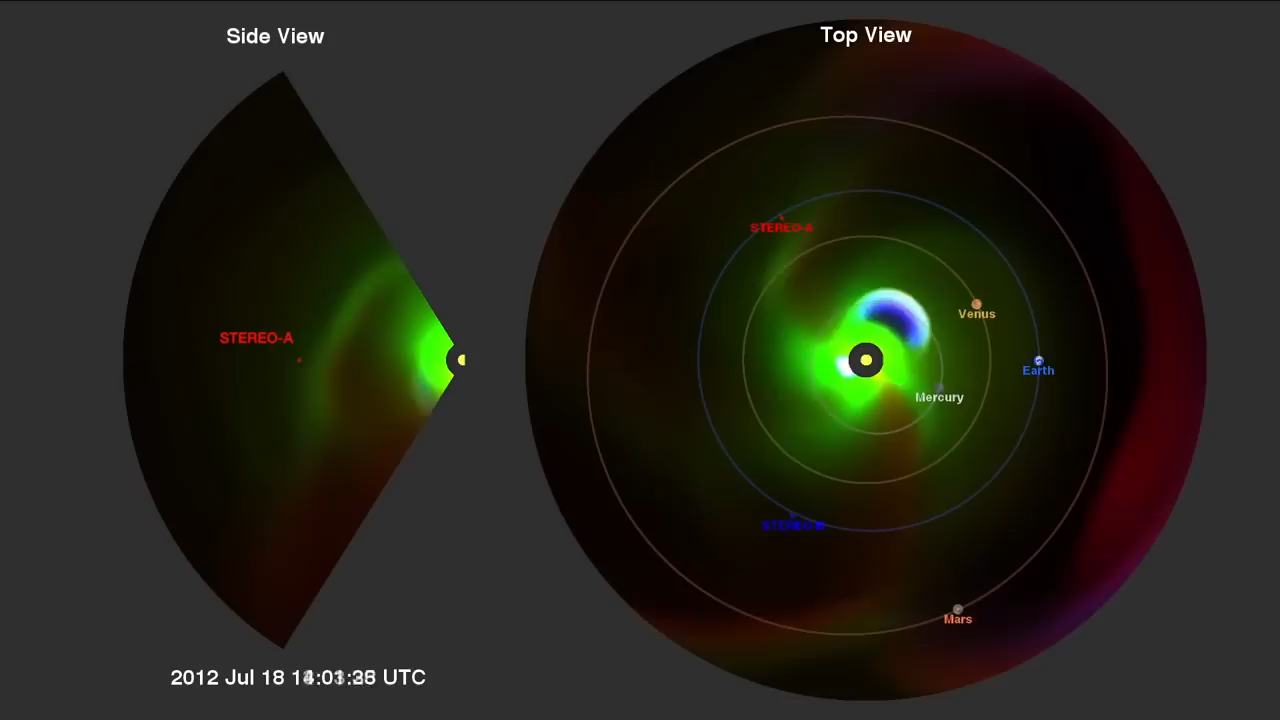 Side View
Top View
STEREO-A
Venus
STEREO-A
Earth
Mercury
STEREO-B
Mars
2012 Jul 18 UTC